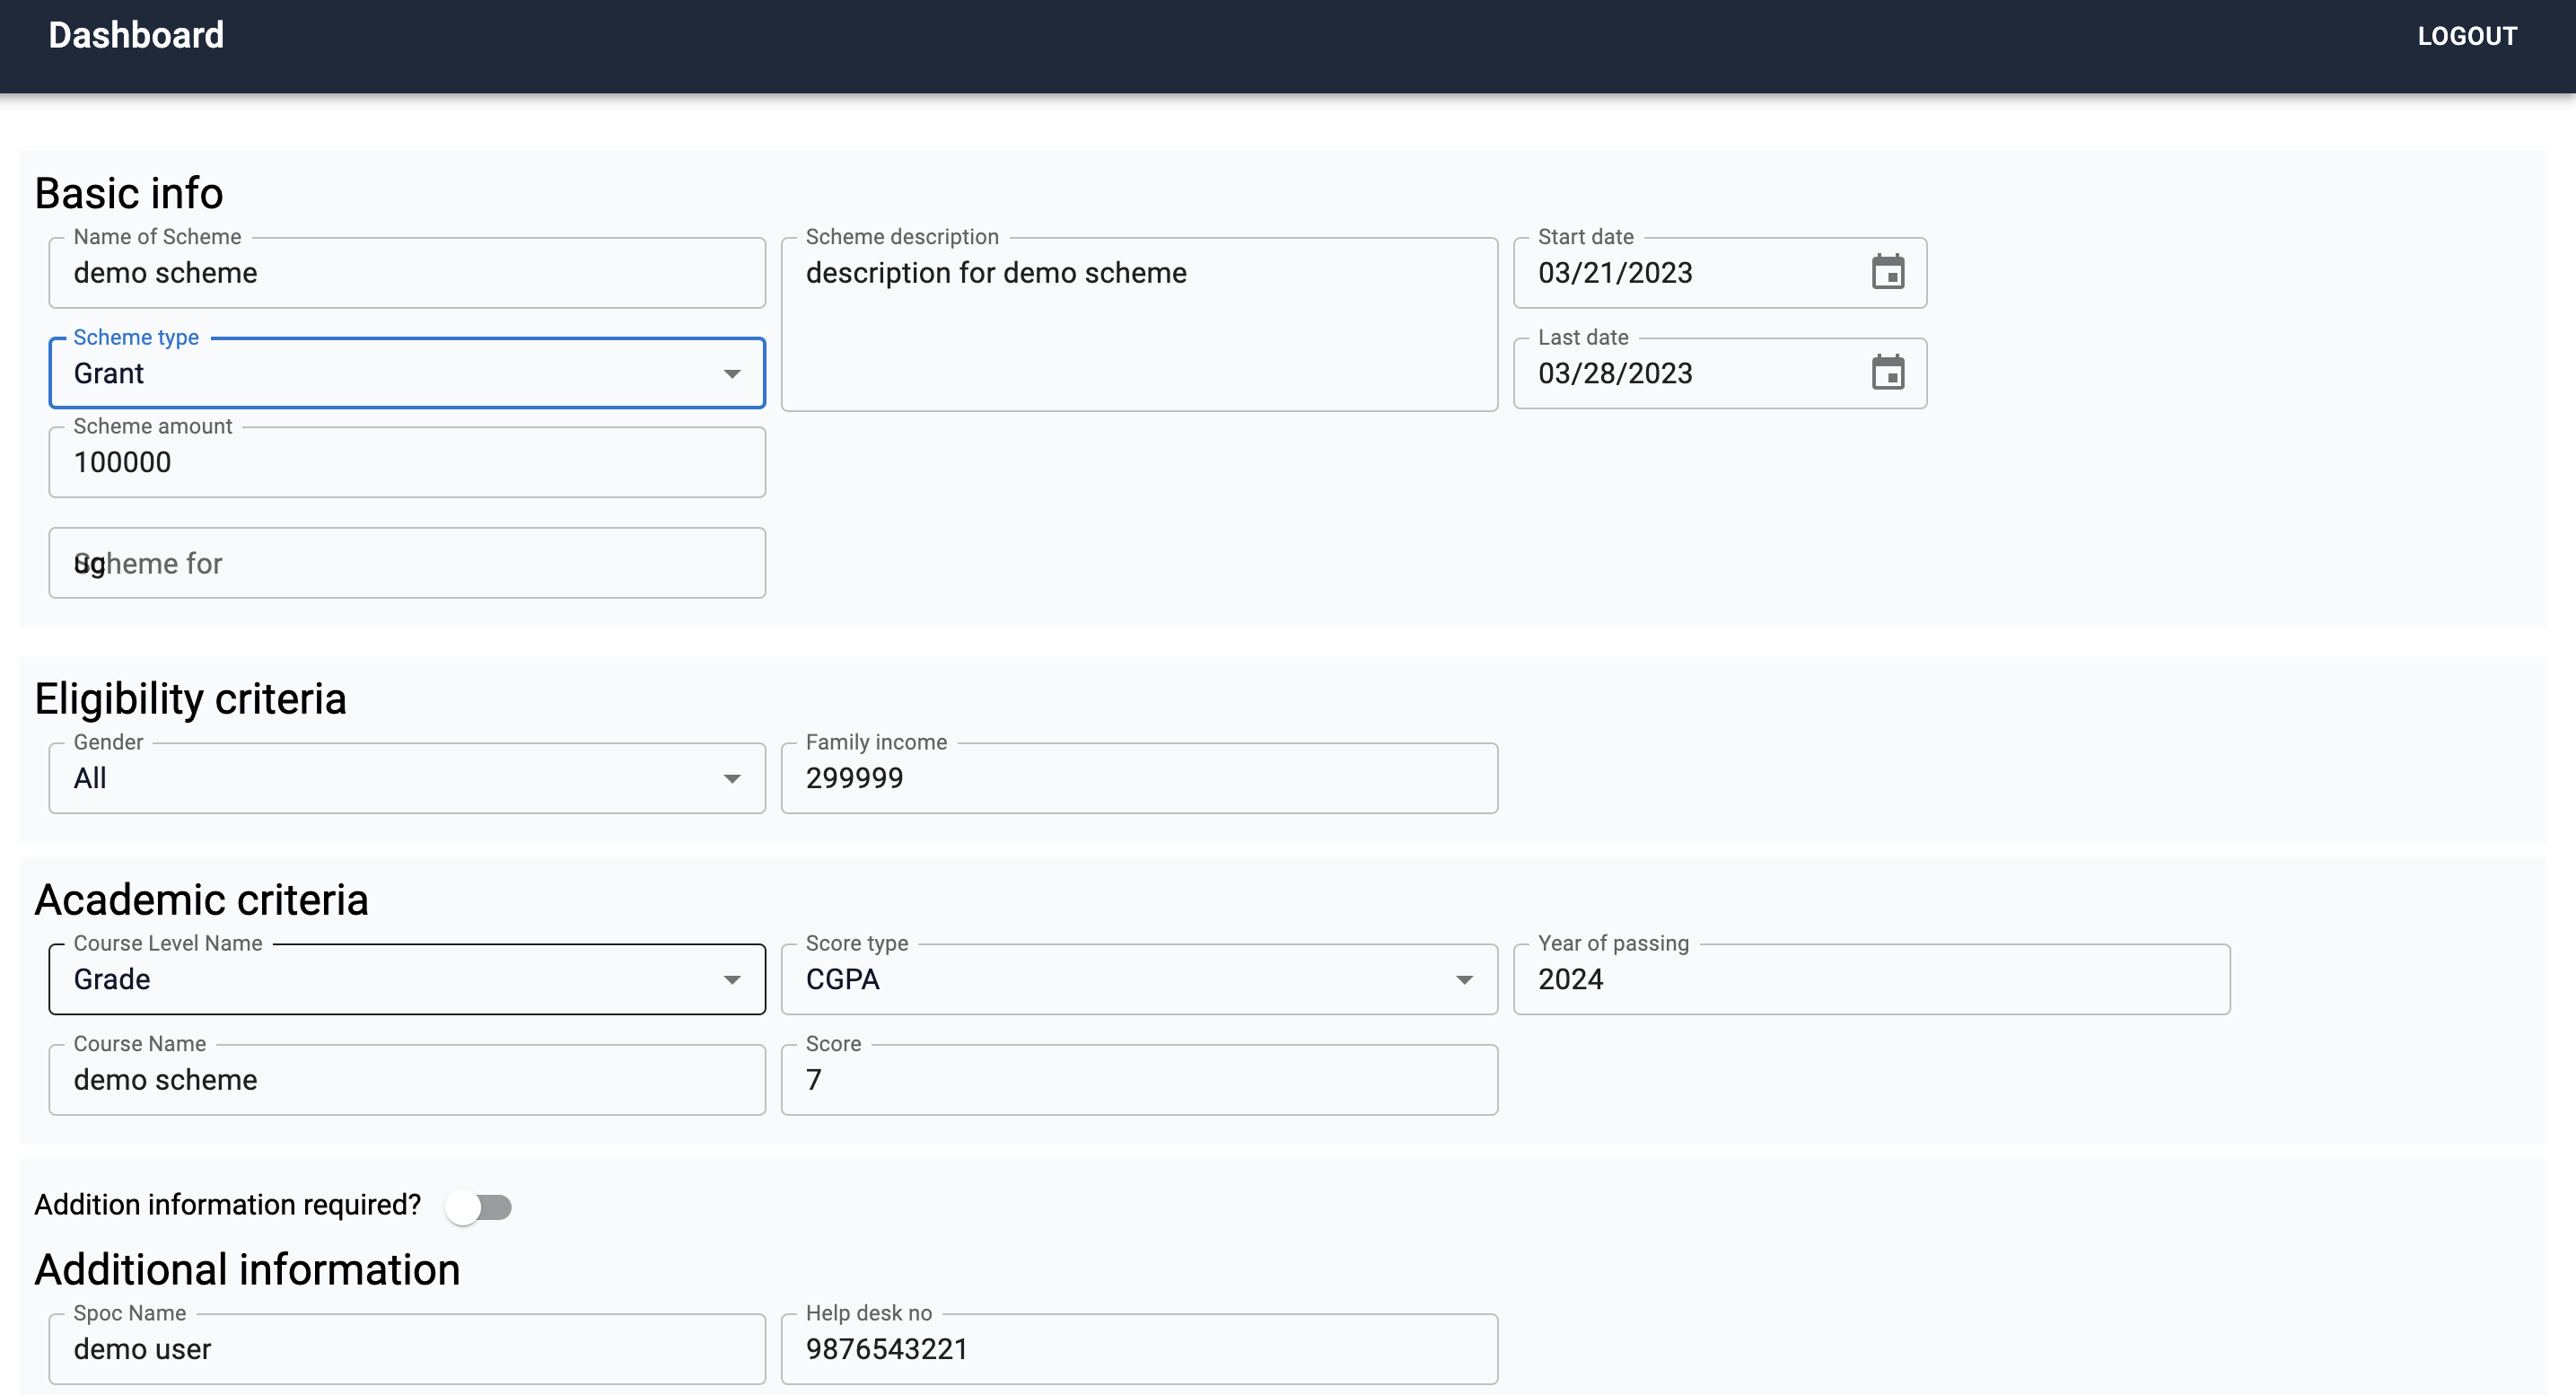 Dashboard
LOGOUT
Basic info
Name of Scheme
demo scheme
Scheme description
description for demo scheme
Start date
03/21/2023
Scheme type
Grant
Last date
03/28/2023
Scheme amount
100000
Scheme for
ug
Eligibility criteria
Gender
All
Family income
299999
Academic criteria
Course Level Name
Grade
Score type
CGPA
Year of passing
2024
Course Name
demo scheme
Score
7
Addition information required?
Additional information
Spoc Name
demo user
Help desk no
9876543221